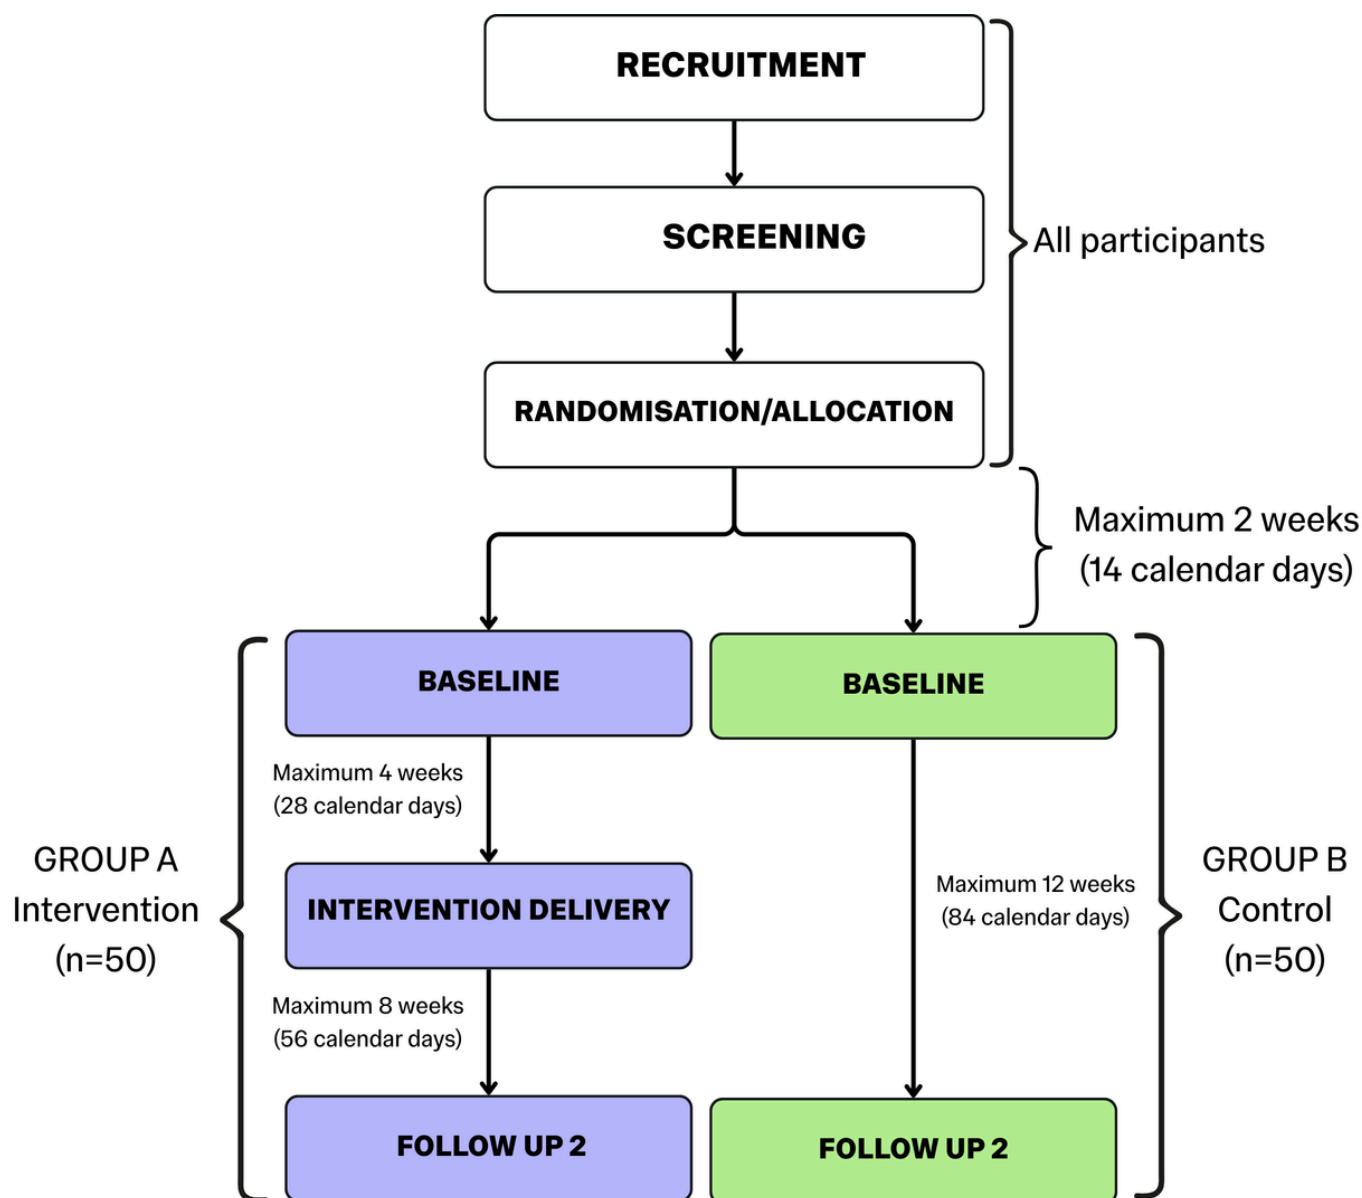 RECRUITMENT
SCREENING
All participants
RANDOMISATION/ALLOCATION
Maximum 2 weeks
(14 calendar days)
BASELINE
BASELINE
Maximum 4 weeks
(28 calendar days)
GROUP A
Intervention
(n=50)
INTERVENTION DELIVERY
Maximum 12 weeks
(84 calendar days)
GROUP B
Control
(n=50)
Maximum 8 weeks
(56 calendar days)
FOLLOW UP 2
FOLLOW UP 2